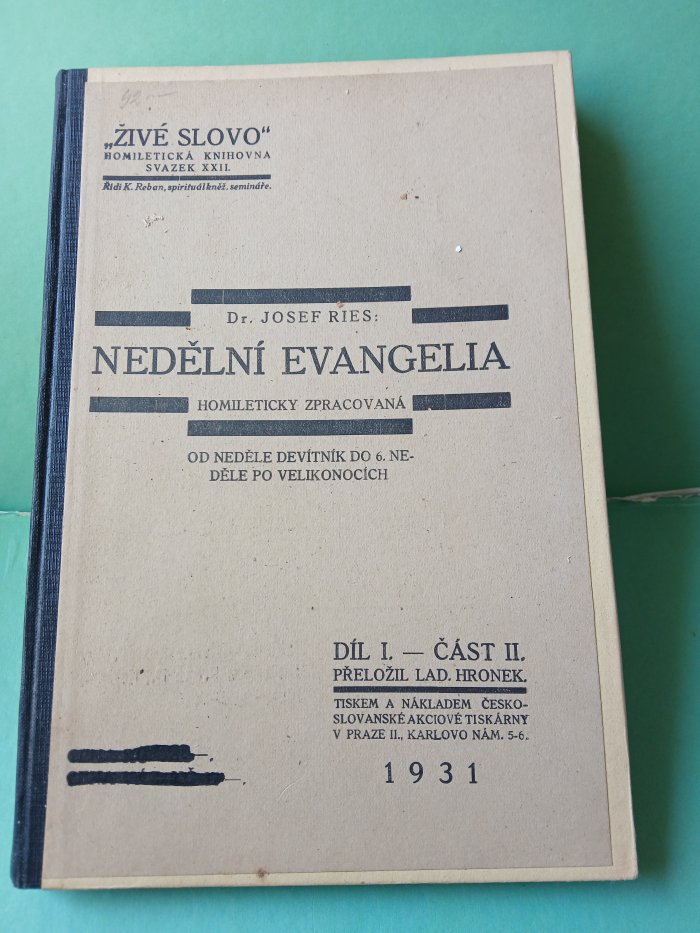 92.—
„ŽIVÉ SLOVO“
HOMILETICKÁ KNIHOVNA
SVAZEK XXII.
Řídí K. Reban, spirituál kněž. semináře.
Dr. JOSEF RIES:
NEDĚLNÍ EVANGELIA
HOMILETICKY ZPRACOVANÁ
OD NEDĚLE DEVÍTNÍK DO 6. NE-
DĚLE PO VELIKONOCÍCH
DÍL I. — ČÁST II.
PŘELOŽIL LAD. HRONEK.
TISKEM A NÁKLADEM ČESKO-
SLOVANSKÉ AKCIOVÉ TISKÁRNY
V PRAZE II., KARLOVO NÁM. 5-6.
1931